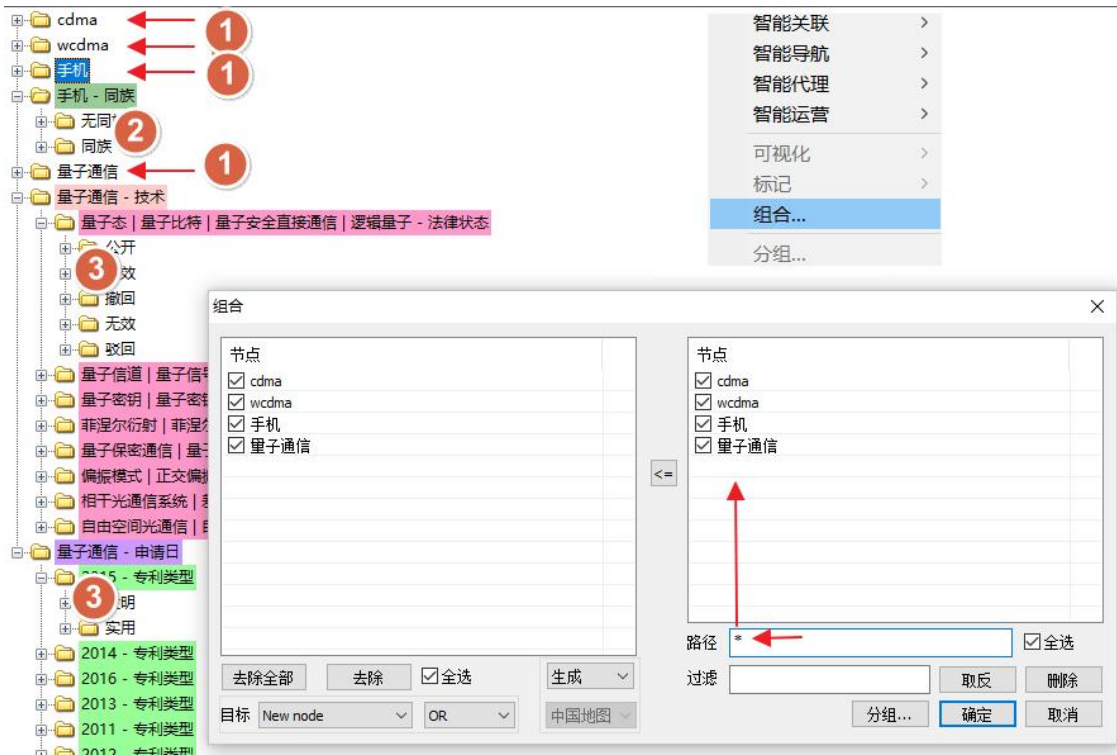 cdma
1
wcdma
手机
1
手机 - 同族
无同
2
同族
量子通信
1
量子通信 - 技术
量子态 | 量子比特 | 量子安全直接通信 | 逻辑量子 - 法律状态
公开
3
效
撤回
无效
驳回
量子信道 | 量子信号
量子密钥 | 量子密钥
菲涅尔衍射 | 菲涅尔
量子保密通信 | 量子
偏振模式 | 正交偏振
相干光通信系统 |
自由空间光通信 |
量子通信 - 申请日
2015 - 专利类型
3
明
实用
2014 - 专利类型
2016 - 专利类型
2013 - 专利类型
2011 - 专利类型
2012 - 专利类型
智能关联
智能导航
智能代理
智能运营
可视化
标记
组合...
分组...
组合
节点
cdma
wcdma
手机
量子通信
去除全部
去除
全选
生成
目标
New node
OR
中国地图
<=
节点
cdma
wcdma
手机
量子通信
路径
*
全选
过滤
取反
删除
分组...
确定
取消